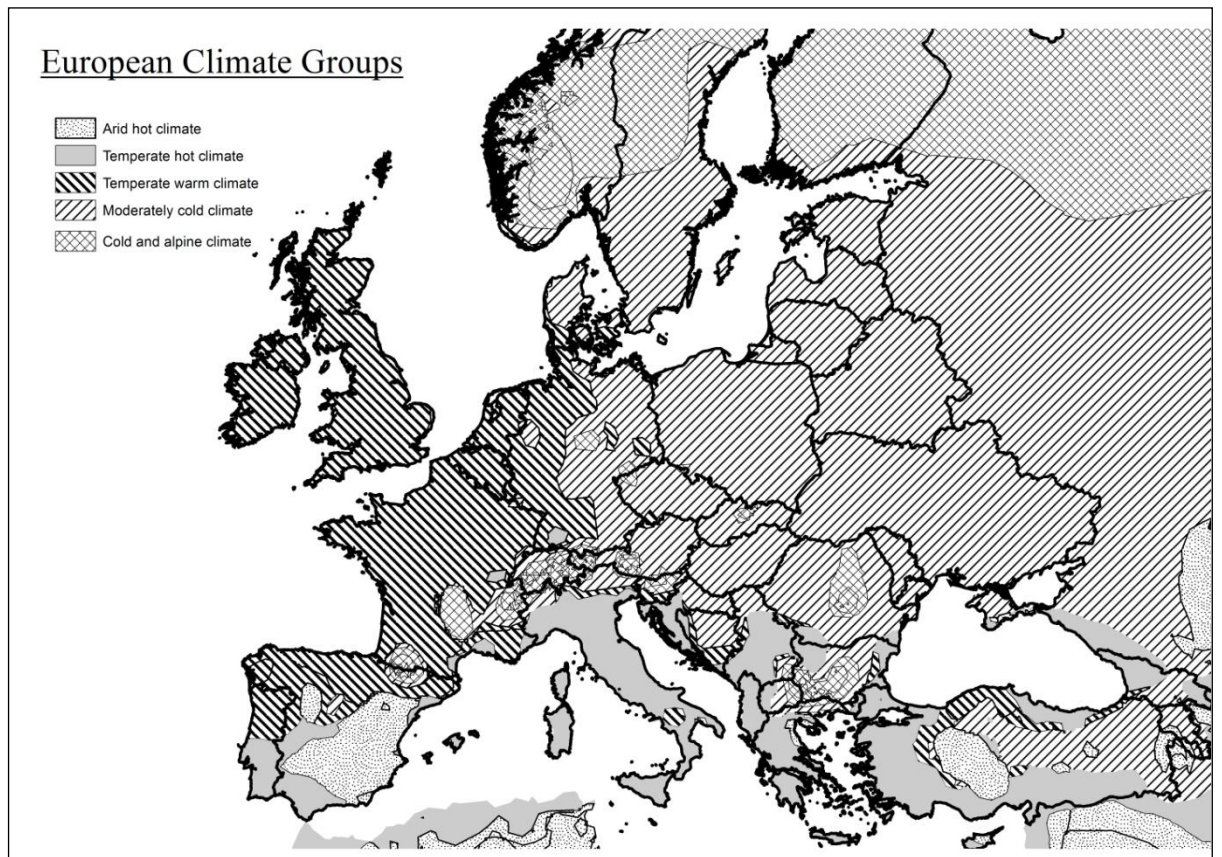 European Climate Groups
Arid hot climate
Temperate hot climate
Temperate warm climate
Moderately cold climate
Cold and alpine climate